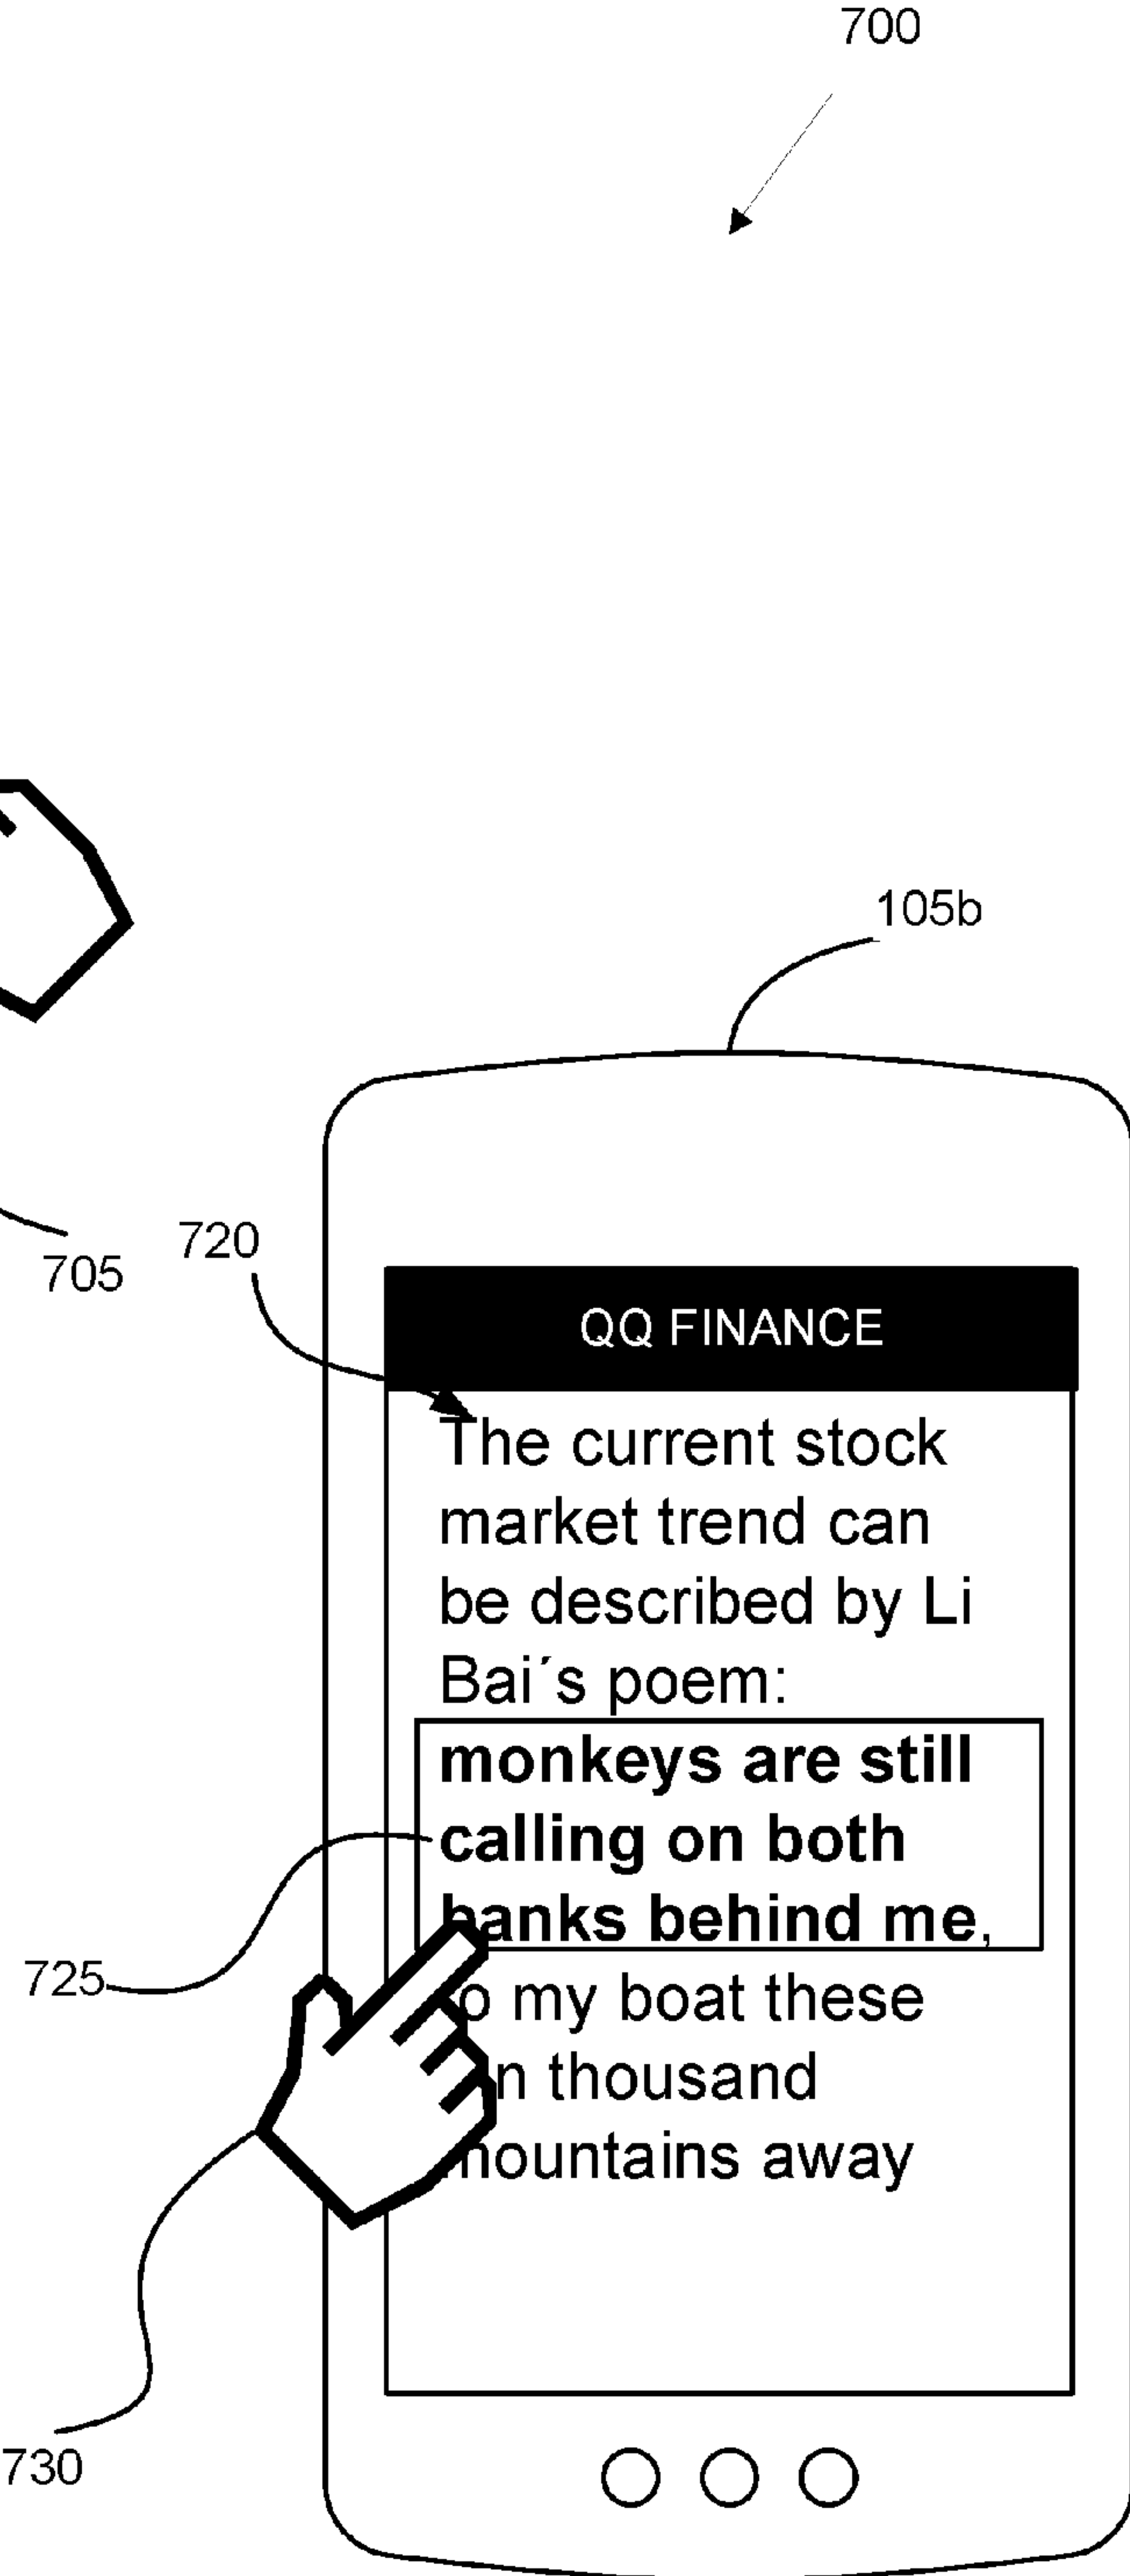 700
105b
705
720
QQ FINANCE
The current stock
market trend can
be described by Li
Bai´s poem:
monkeys are still
calling on both
banks behind me,
my boat these
thousand
mountains away
725
730